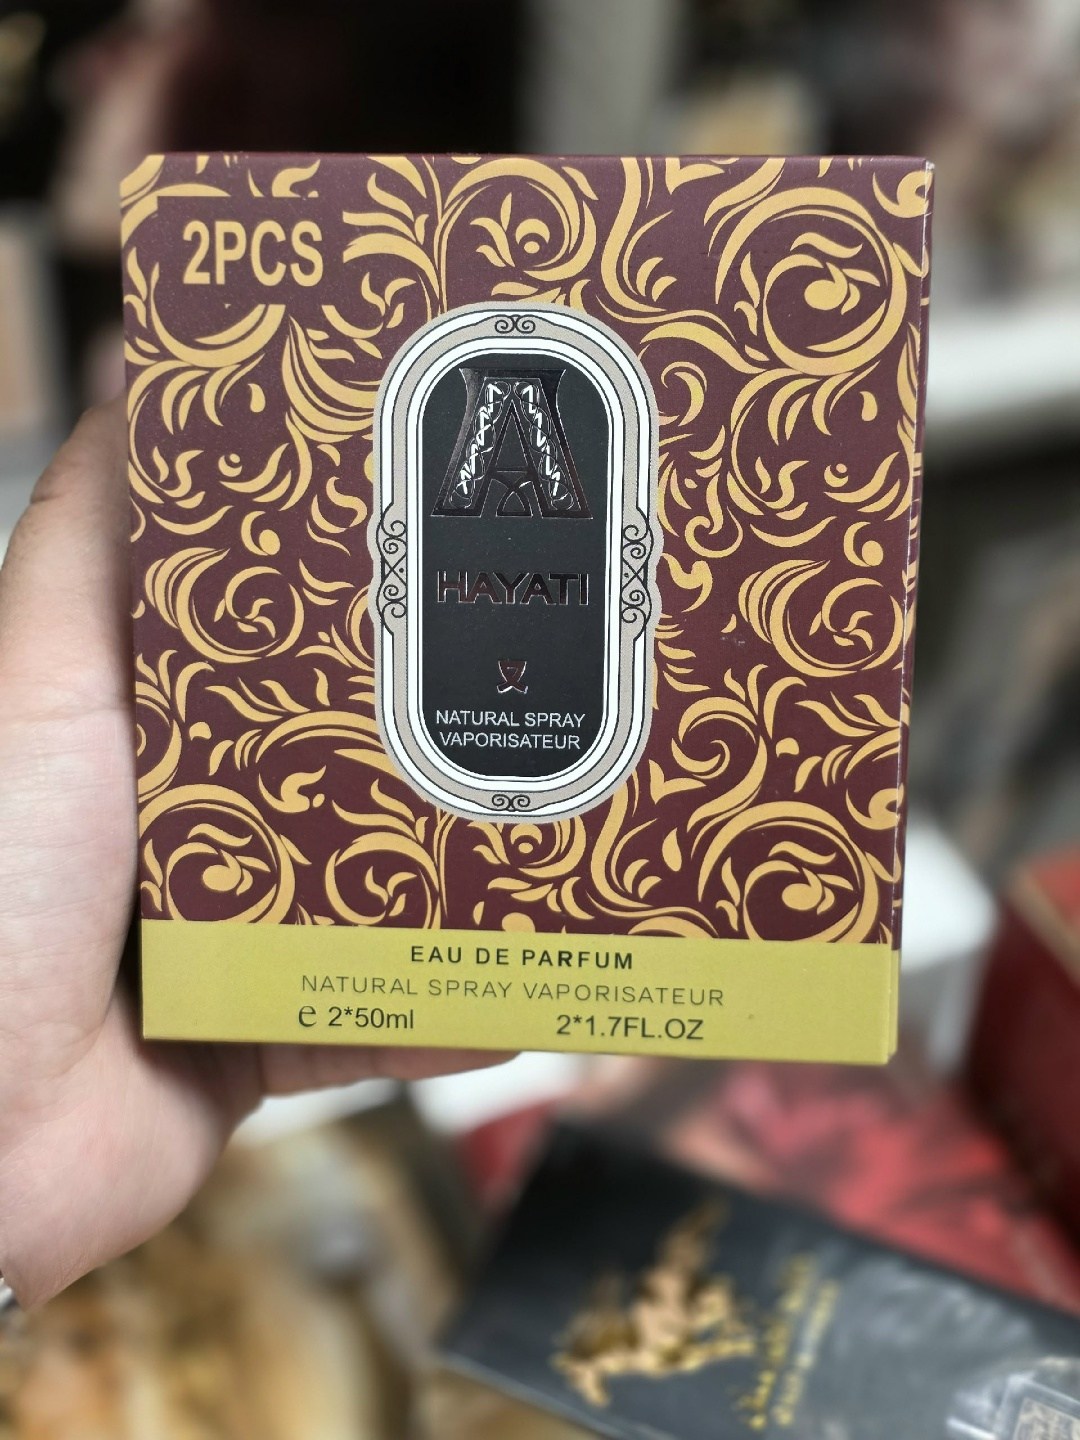 2PCS
A
HAYATI
NATURAL SPRAY
VAPORISATEUR
EAU DE PARFUM
NATURAL SPRAY VAPORISATEUR
e 2*50ml 2*1.7FL.OZ